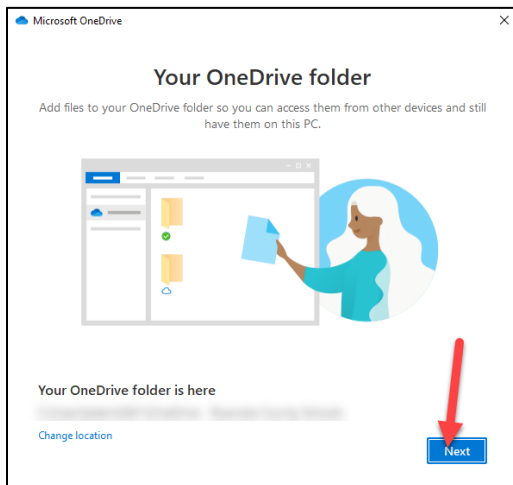 Microsoft OneDrive
Your OneDrive folder
Add files to your OneDrive folder so you can access them from other devices and still
have them on this PC.
Your OneDrive folder is here
Change location
Next